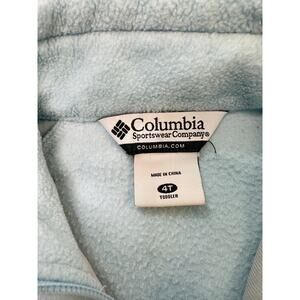 Columbia
Sportswear Company®
COLUMBIA.COM
MADE IN CHINA
4T
TODDLER